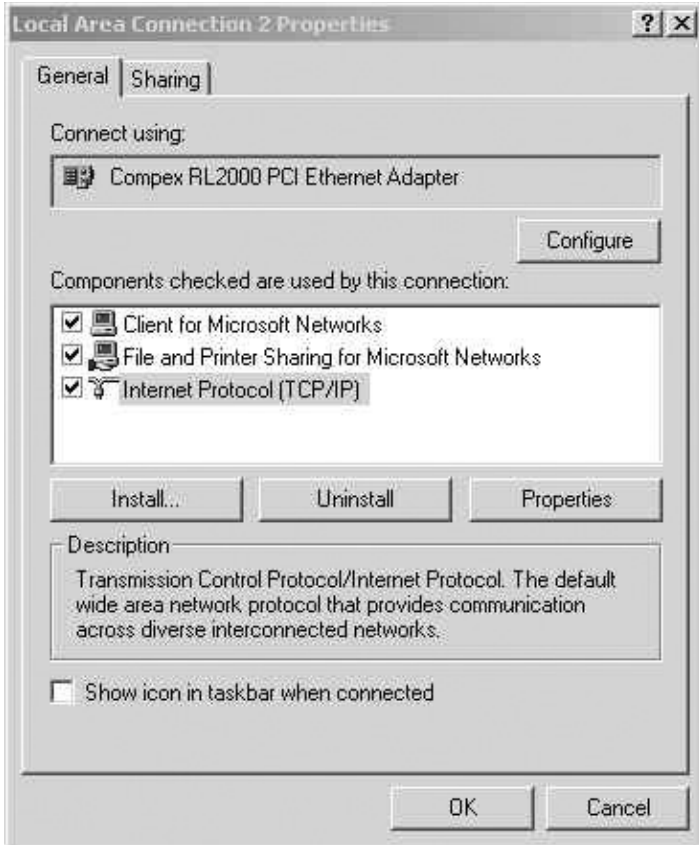 Local Area Connection 2 Properties
General
Sharing
Connect using:
Compex RL2000 PCI Ethernet Adapter
Configure
Components checked are used by this connection:
Client for Microsoft Networks
File and Printer Sharing for Microsoft Networks
Internet Protocol (TCP/IP)
Install...
Uninstall
Properties
Description
Transmission Control Protocol/Internet Protocol. The default
wide area network protocol that provides communication
across diverse interconnected networks.
Show icon in taskbar when connected
OK
Cancel